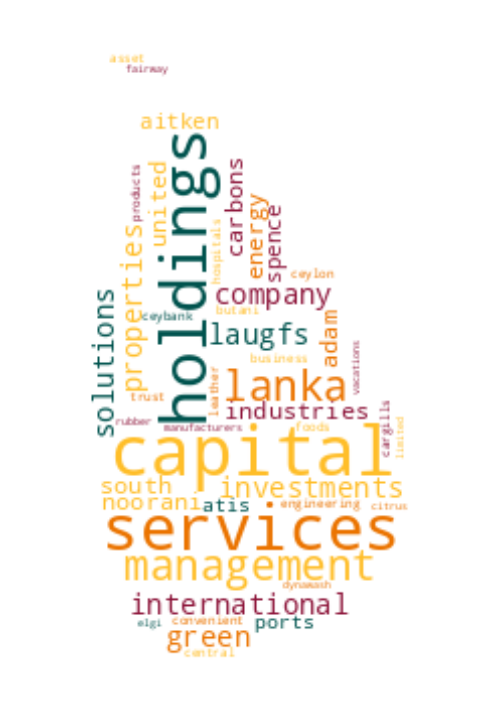 asset
fairway
aitken
holdings
products
united
carbons
energy
spence
hospitals
properties
ceylon
company
solutions
ceybank
butani
laugfs
adam
business
vacations
lanka
leather
trust
industries
cargills
rubber
manufacturers
foods
limited
capital
south
investments
noorani
atis
engineering
citrus
services
management
dynawash
international
elgi
convenient
ports
green
central